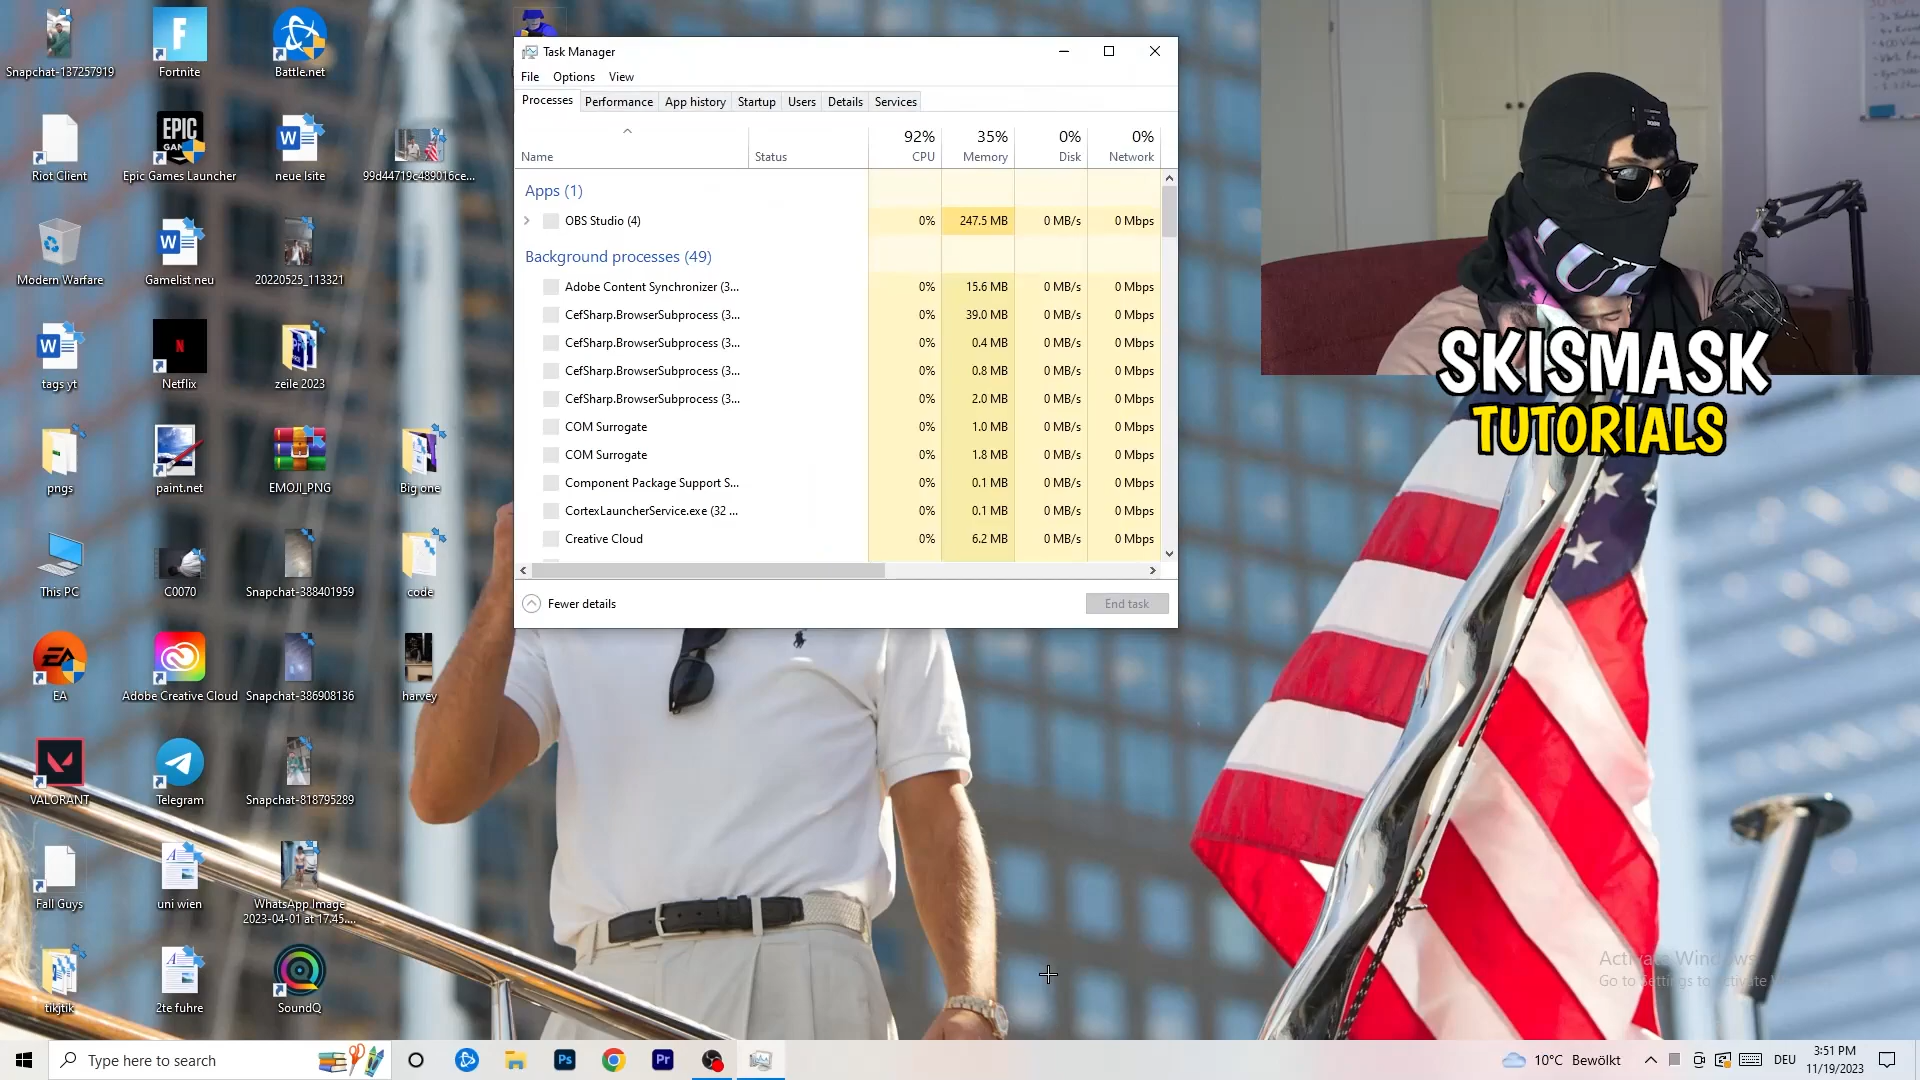 Snapchat-137257919
Fortnite
Battle.net
Riot Client
EPIC
Epic Games Launcher
neue lsite
99d44719c489016ce...
Modern Warfare
Gamelist neu
20220525_113321
tags yt
N
Netflix
zeile 2023
pngs
paint.net
EMOJI_PNG
Big one
This PC
C0070
Snapchat-388401959
code
EA
EA
Adobe Creative Cloud
Snapchat-386908136
harvey
VALORANT
Telegram
Snapchat-818795289
Fall Guys
uni wien
WhatsApp Image
2023-04-01 at 17.45....
tikjtik
2te fuhre
SoundQ
Task Manager
File Options View
Processes Performance App history Startup Users Details Services
92% 35% 0% 0%
Name Status CPU Memory Disk Network
Apps (1)
OBS Studio (4) 0% 247.5 MB 0 MB/s 0 Mbps
Background processes (49)
Adobe Content Synchronizer (3... 0% 15.6 MB 0 MB/s 0 Mbps
CefSharp.BrowserSubprocess (3... 0% 39.0 MB 0 MB/s 0 Mbps
CefSharp.BrowserSubprocess (3... 0% 0.4 MB 0 MB/s 0 Mbps
CefSharp.BrowserSubprocess (3... 0% 0.8 MB 0 MB/s 0 Mbps
CefSharp.BrowserSubprocess (3... 0% 2.0 MB 0 MB/s 0 Mbps
COM Surrogate 0% 1.0 MB 0 MB/s 0 Mbps
COM Surrogate 0% 1.8 MB 0 MB/s 0 Mbps
Component Package Support S... 0% 0.1 MB 0 MB/s 0 Mbps
CortexLauncherService.exe (32 ... 0% 0.1 MB 0 MB/s 0 Mbps
Creative Cloud 0% 6.2 MB 0 MB/s 0 Mbps
Fewer details
End task
SKISMASK
TUTORIALS
Activate Windows
Go to Settings to activate
Type here to search
Ps
Pr
10°C Bewölkt
DEU
3:51 PM
11/19/2023